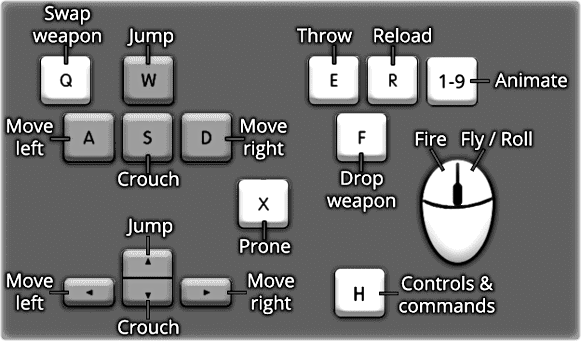 Swap
weapon
Jump
Throw
Reload
Q
W
E
R
1-9
Animate
Move
left
A
S
D
Move
right
F
Fire
Fly / Roll
Crouch
Drop
weapon
X
Prone
Jump
Move
left
Move
right
Crouch
H
Controls &
commands